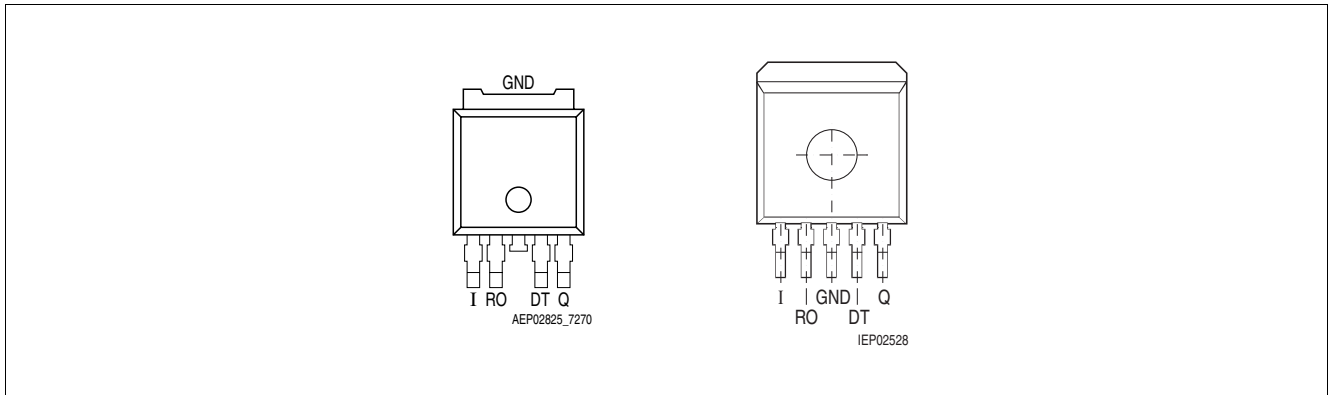 GND
I RO DT Q
AEP02825_7270
I GND Q
RO DT
IEP02528